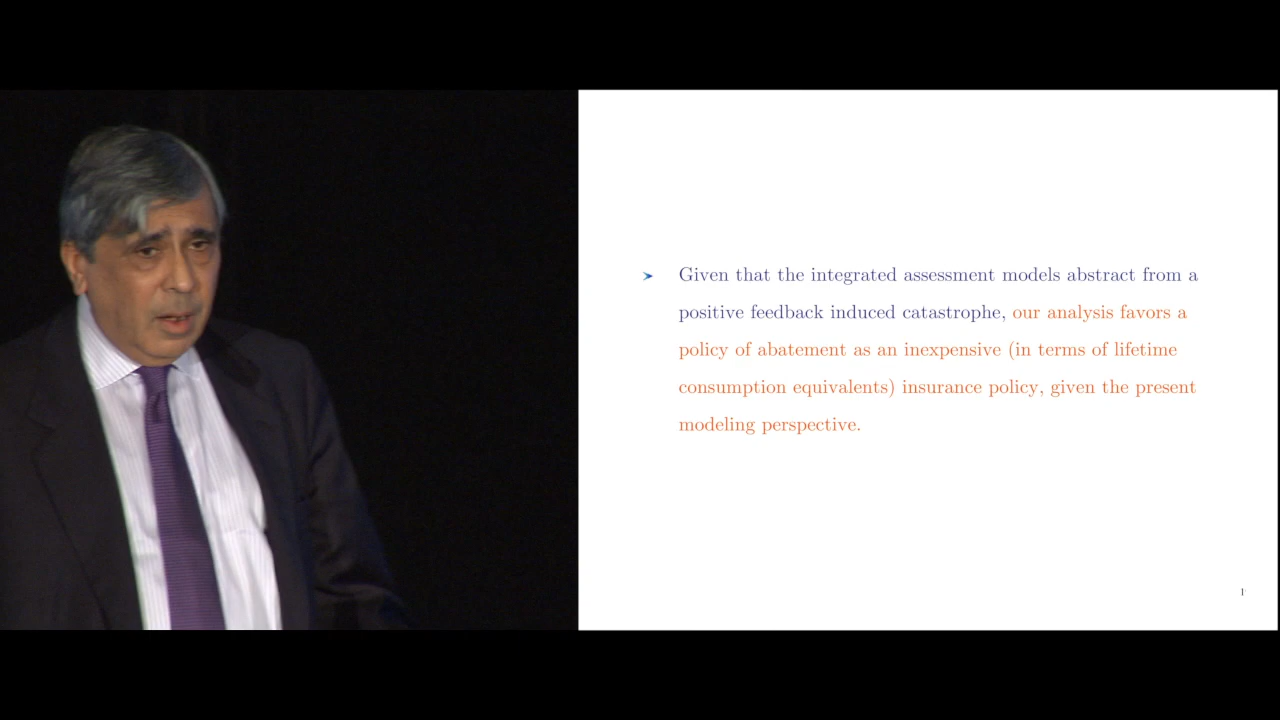 Given that the integrated assessment models abstract from a
positive feedback induced catastrophe, our analysis favors a
policy of abatement as an inexpensive (in terms of lifetime
consumption equivalents) insurance policy, given the present
modeling perspective.